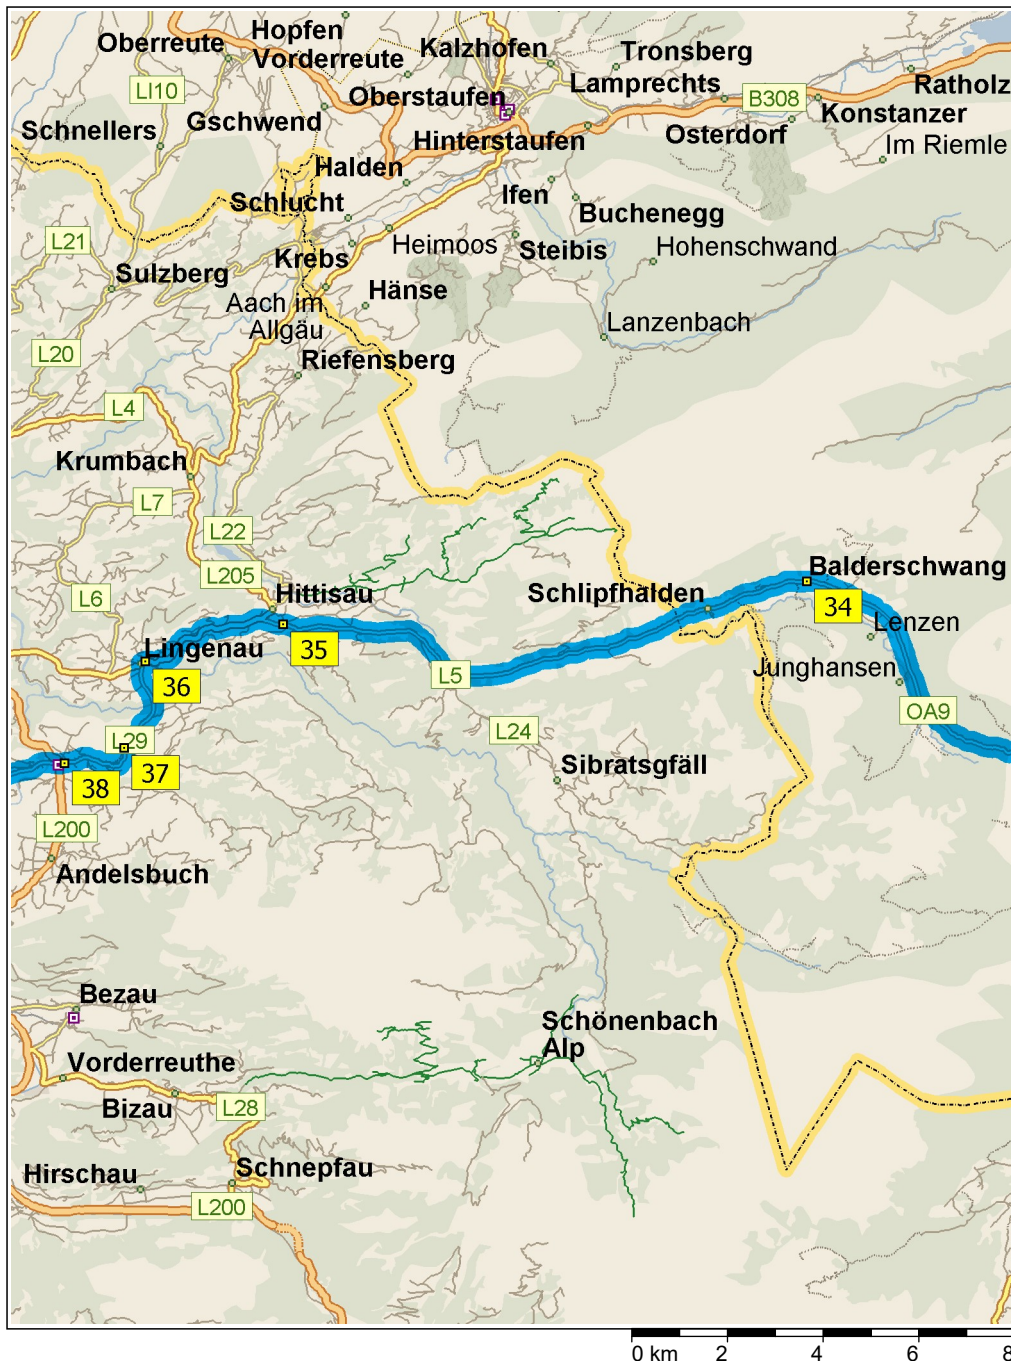 Hopfen
Oberreute
Vorderreute
Kalzhofen
Tronsberg
LI10
Oberstaufen
Lamprechts
B308
Ratholz
Schnellers
Gschwend
Hinterstaufen
Osterdorf
Konstanzer
Im Riemle
Halden
Schlucht
Ifen
Buchenegg
L21
Krebs
Heimoos
Steibis
Hohenschwand
Sulzberg
Aach im
Allgäu
Hänse
Lanzenbach
L20
Riefensberg
L4
Krumbach
L7
L22
L205
L6
Hittisau
Schlipfhalden
Balderschwang
34
Lenzen
35
Lingenau
36
L5
Junghansen
OA9
L29
L24
37
38
Sibratsgfäll
L200
Andelsbuch
Bezau
Schönenbach
Alp
Vorderreuthe
Bizau
L28
Hirschau
Schnepfau
L200
0 km 2 4 6 8